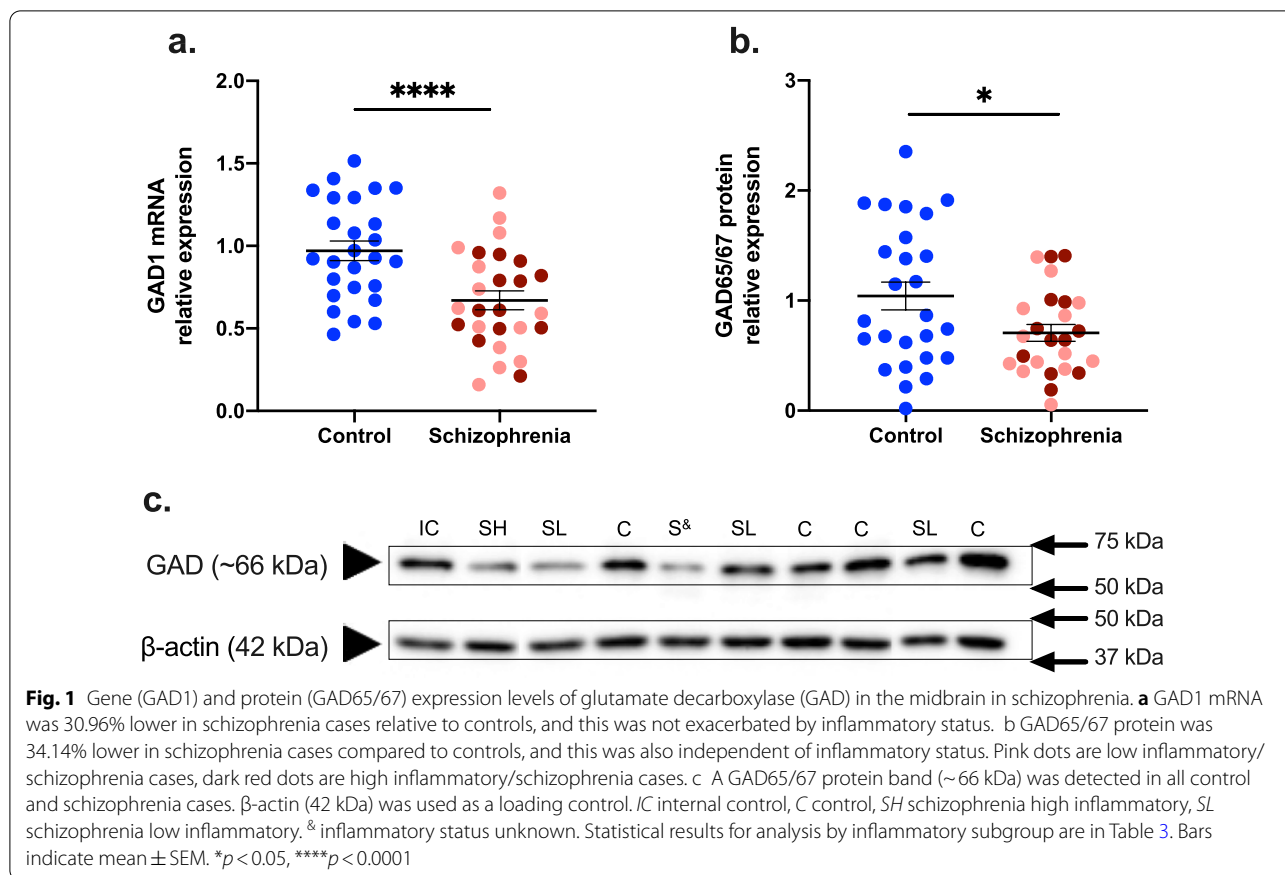 a.
b.
2.0
1.5
1.0
0.5
0.0
GAD1 mRNA
relative expression
****
Control
Schizophrenia
3
2
1
0
GAD65/67 protein
relative expression
*
Control
Schizophrenia
c.
IC SH SL C S& SL C C SL C
GAD (~66 kDa)
75 kDa
50 kDa
β-actin (42 kDa)
50 kDa
37 kDa
Fig. 1 Gene (GAD1) and protein (GAD65/67) expression levels of glutamate decarboxylase (GAD) in the midbrain in schizophrenia. a GAD1 mRNA
was 30.96% lower in schizophrenia cases relative to controls, and this was not exacerbated by inflammatory status. b GAD65/67 protein was
34.14% lower in schizophrenia cases compared to controls, and this was also independent of inflammatory status. Pink dots are low inflammatory/
schizophrenia cases, dark red dots are high inflammatory/schizophrenia cases. c A GAD65/67 protein band (~66 kDa) was detected in all control
and schizophrenia cases. β-actin (42 kDa) was used as a loading control. IC internal control, C control, SH schizophrenia high inflammatory, SL
schizophrenia low inflammatory. & inflammatory status unknown. Statistical results for analysis by inflammatory subgroup are in Table 3. Bars
indicate mean ± SEM. *p < 0.05, ****p < 0.0001